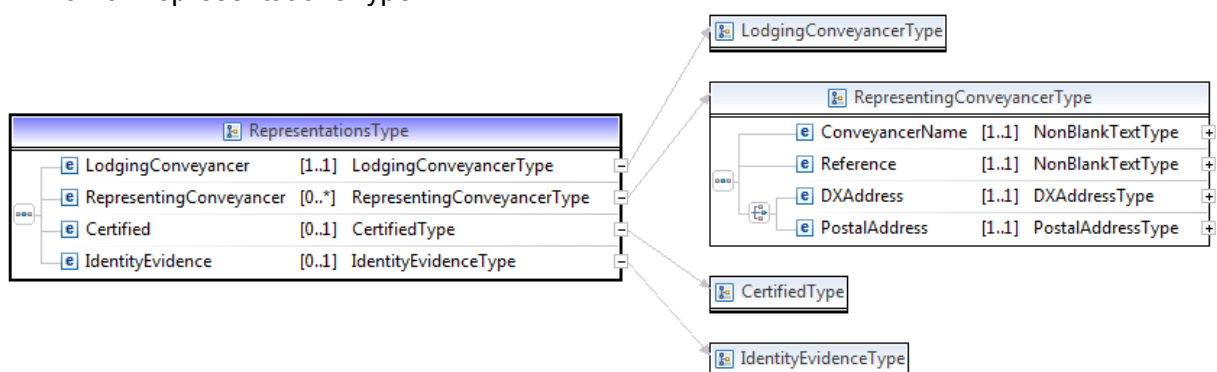 LodgingConveyancerType
RepresentingConveyancerType
ConveyancerName [1..1] NonBlankTextType
Reference [1..1] NonBlankTextType
DXAddress [1..1] DXAddressType
PostalAddress [1..1] PostalAddressType
RepresentationsType
LodgingConveyancer [1..1] LodgingConveyancerType
RepresentingConveyancer [0..*] RepresentingConveyancerType
Certified [0..1] CertifiedType
IdentityEvidence [0..1] IdentityEvidenceType
CertifiedType
IdentityEvidenceType